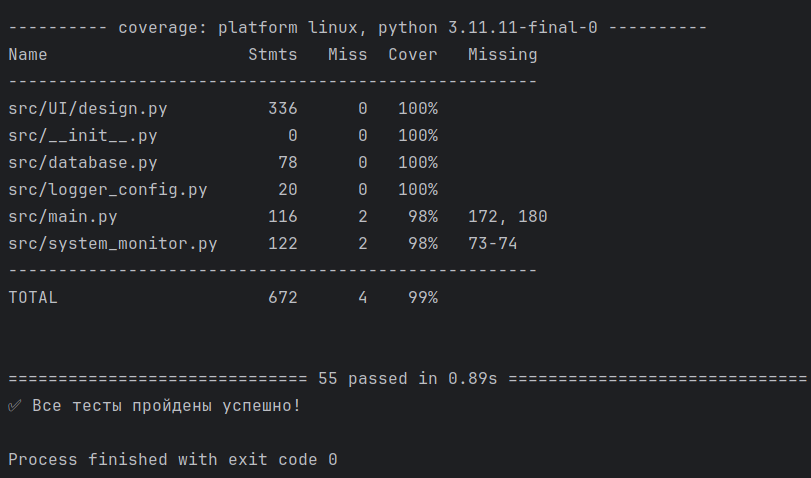 ---------- coverage: platform linux, python 3.11.11-final-0 ----------
Name                    Stmts   Miss  Cover   Missing
-----------------------------------------------------
src/UI/design.py          336      0   100%
src/__init__.py             0      0   100%
src/database.py            78      0   100%
src/logger_config.py       20      0   100%
src/main.py               116      2    98%   172, 180
src/system_monitor.py     122      2    98%   73-74
-----------------------------------------------------
TOTAL                     672      4    99%
============================== 55 passed in 0.89s ==============================
✅ Все тесты пройдены успешно!
Process finished with exit code 0